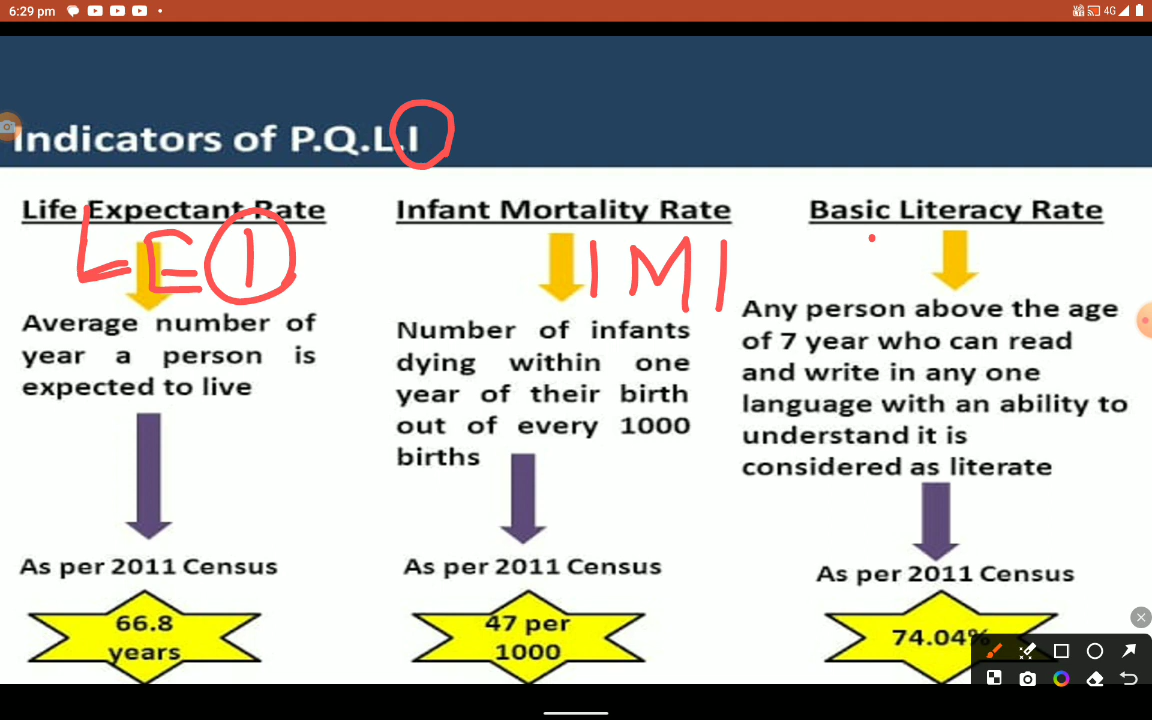 6:29 pm
4G
Indicators of P.Q.L.I
Life Expectant Rate
LEI
Average number of
year a person is
expected to live
As per 2011 Census
66.8
years
Infant Mortality Rate
IMI
Number of infants
dying within one
year of their birth
out of every 1000
births
As per 2011 Census
47 per
1000
Basic Literacy Rate
Any person above the age
of 7 year who can read
and write in any one
language with an ability to
understand it is
considered as literate
As per 2011 Census
74.04%